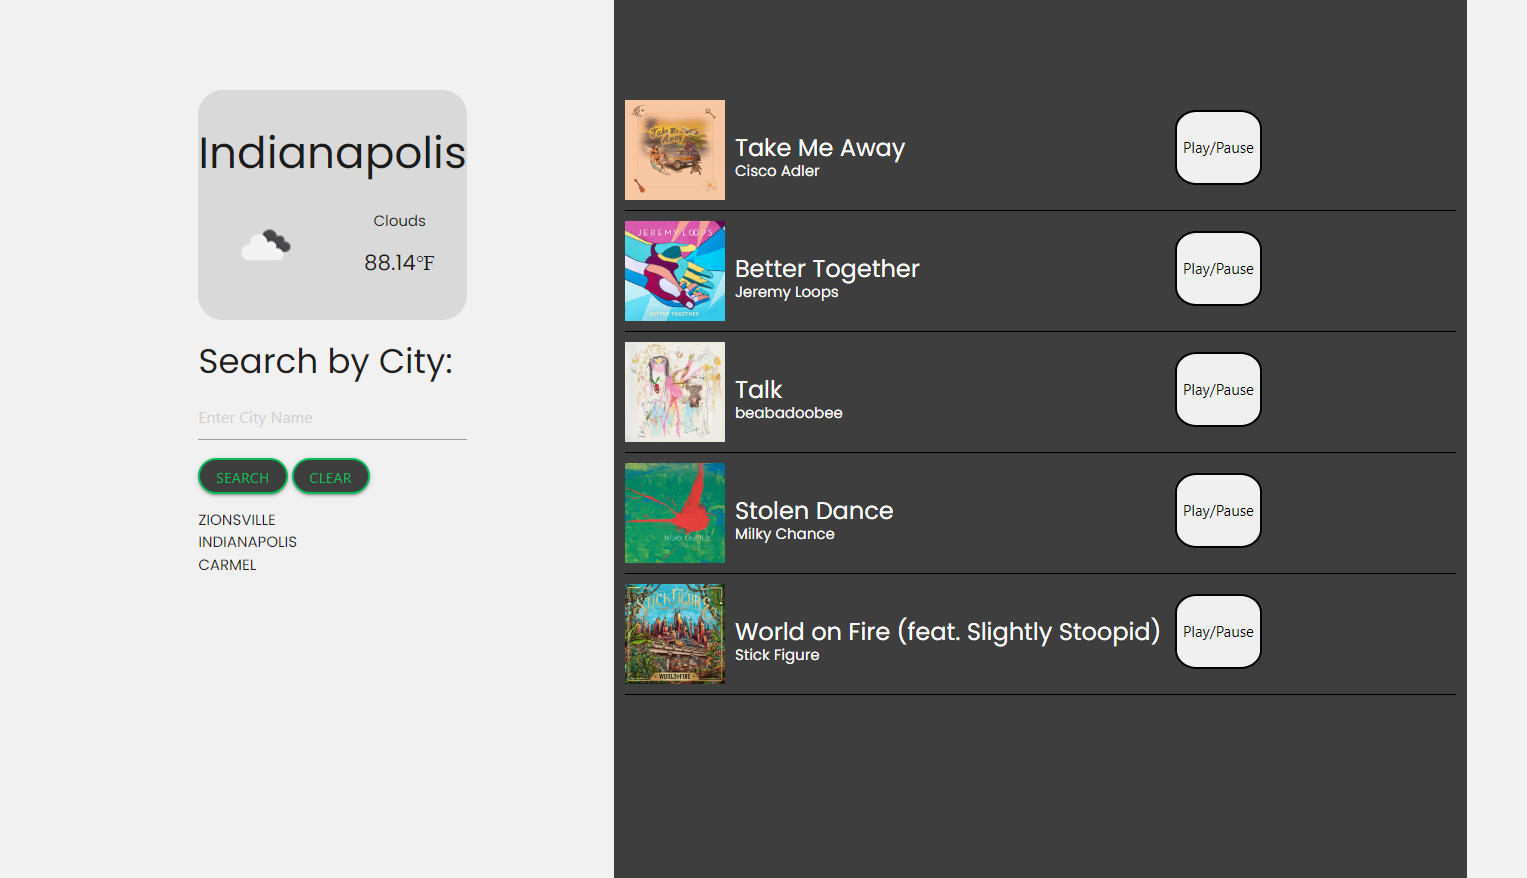 Indianapolis
Clouds
88.14°F
Search by City:
Enter City Name
SEARCH CLEAR
ZIONSVILLE
INDIANAPOLIS
CARMEL
Take Me Away
Take Me Away
Cisco Adler
Play/Pause
JEREMY LOOPS
BETTER TOGETHER
Better Together
Jeremy Loops
Play/Pause
Talk
beabadoobee
Play/Pause
MILKY CHANCE
Stolen Dance
Milky Chance
Play/Pause
STICK FIGURE
WORLD ON FIRE
World on Fire (feat. Slightly Stoopid)
Stick Figure
Play/Pause